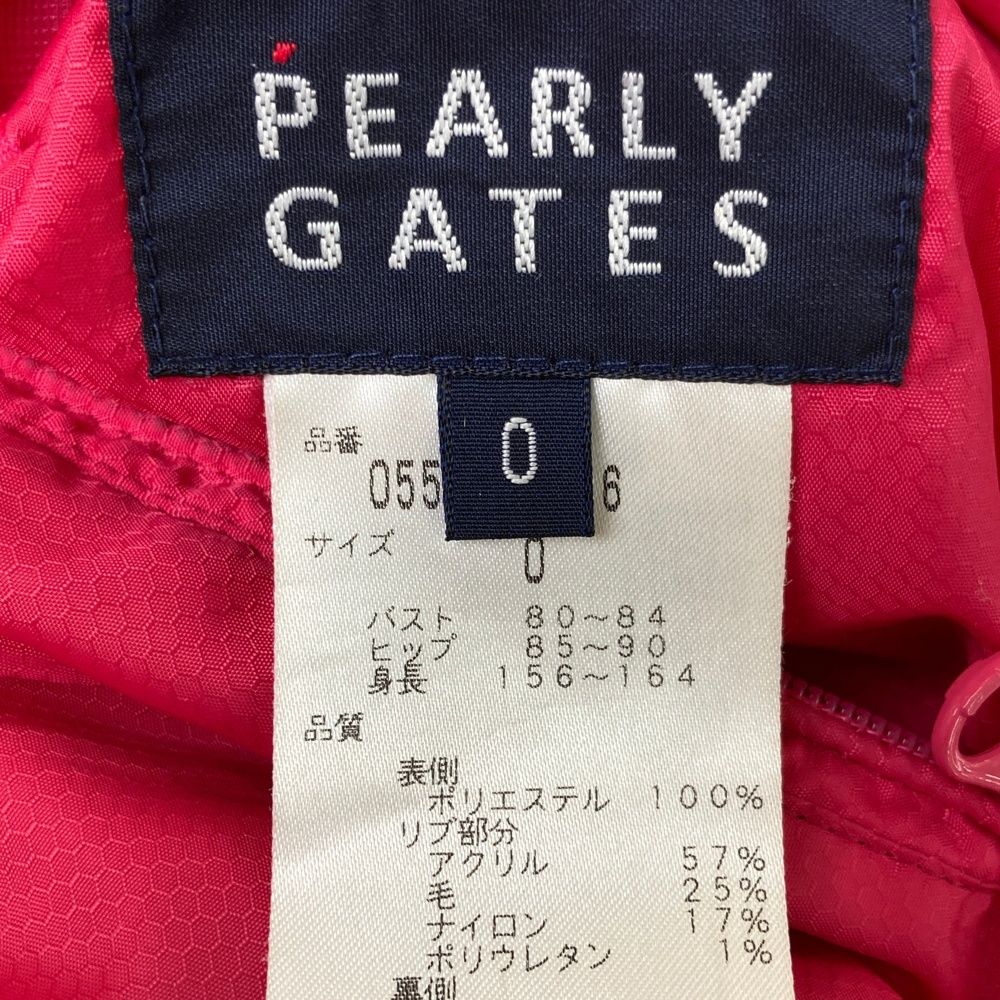 PEARLY
GATES
0
品番
055 6
サイズ 0
バスト 80～84
ヒップ 85～90
身長 156～164
品質
表側
ポリエステル 100%
リブ部分
アクリル 57%
毛 25%
ナイロン 17%
ポリウレタン 1%
裏側